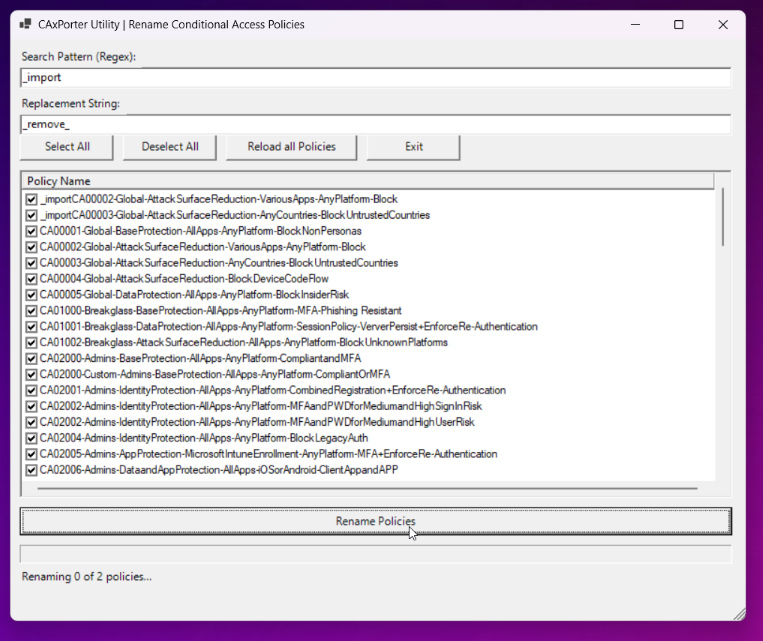 CAxPorter Utility | Rename Conditional Access Policies
Search Pattern (Regex):
_import
Replacement String:
_remove_
Select All
Deselect All
Reload all Policies
Exit
Policy Name
_importCA00002-Global-AttackSurfaceReduction-VariousApps-AnyPlatform-Block
_importCA00003-Global-AttackSurfaceReduction-AnyCountries-BlockUntrustedCountries
CA00001-Global-BaseProtection-AllApps-AnyPlatform-BlockNonPersonas
CA00002-Global-AttackSurfaceReduction-VariousApps-AnyPlatform-Block
CA00003-Global-AttackSurfaceReduction-AnyCountries-BlockUntrustedCountries
CA00004-Global-AttackSurfaceReduction-BlockDeviceCodeFlow
CA00005-Global-DataProtection-AllApps-AnyPlatform-BlockInsiderRisk
CA01000-Breakglass-BaseProtection-AllApps-AnyPlatform-MFA-Phishing Resistant
CA01001-Breakglass-DataProtection-AllApps-AnyPlatform-SessionPolicy-VerverPersist+EnforceRe-Authentication
CA01002-Breakglass-AttackSurfaceReduction-AllApps-AnyPlatform-BlockUnknownPlatforms
CA02000-Admins-BaseProtection-AllApps-AnyPlatform-CompliantandMFA
CA02000-Custom-Admins-BaseProtection-AllApps-AnyPlatform-CompliantOrMFA
CA02001-Admins-IdentityProtection-AllApps-AnyPlatform-CombinedRegistration+EnforceRe-Authentication
CA02002-Admins-IdentityProtection-AllApps-AnyPlatform-MFAandPWDforMediumandHighSignInRisk
CA02002-Admins-IdentityProtection-AllApps-AnyPlatform-MFAandPWDforMediumandHighUserRisk
CA02004-Admins-IdentityProtection-AllApps-AnyPlatform-BlockLegacyAuth
CA02005-Admins-AppProtection-MicrosoftIntuneEnrollment-AnyPlatform-MFA+EnforceRe-Authentication
CA02006-Admins-DataandAppProtection-AllApps-iOSorAndroid-ClientAppandAPP
Rename Policies
Renaming 0 of 2 policies...